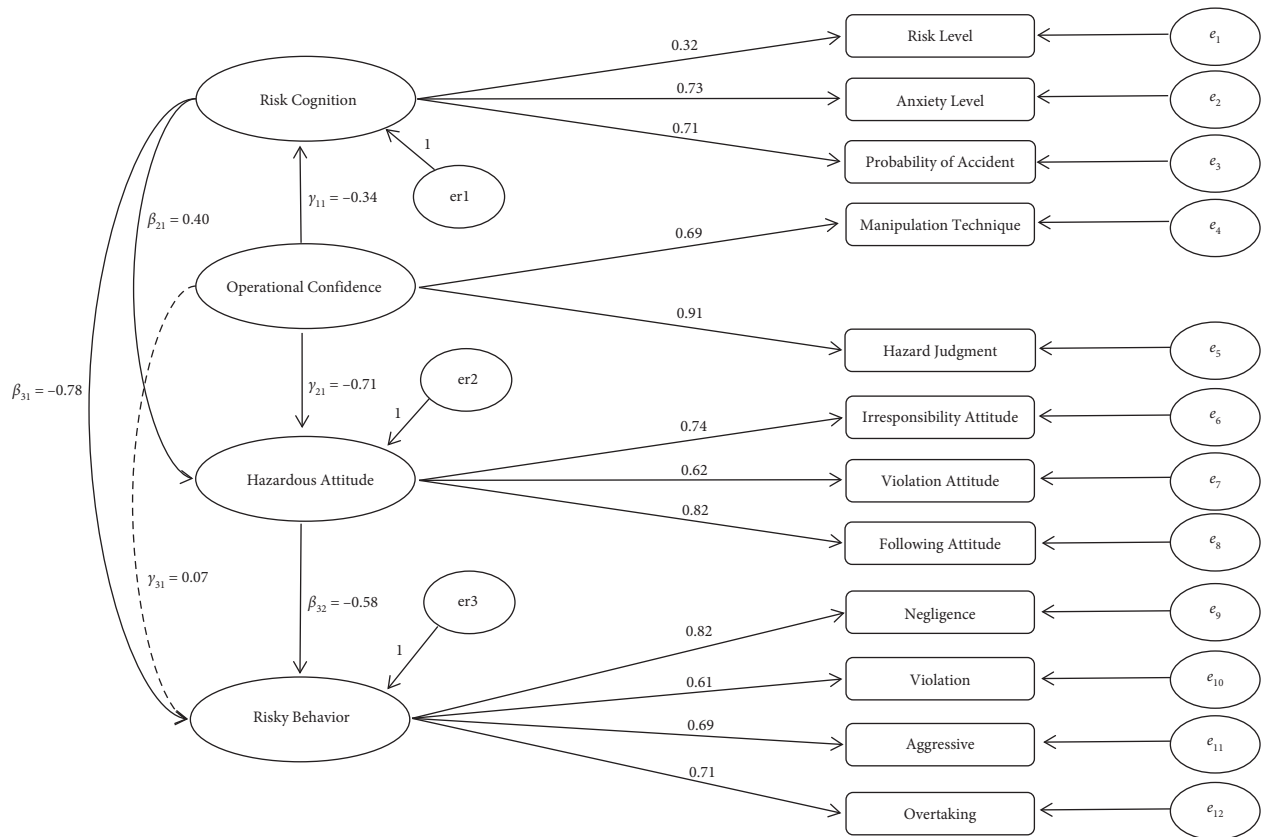 Risk Cognition
Operational Confidence
Hazardous Attitude
Risky Behavior
er1
er2
er3
1
1
1
γ11 = –0.34
β21 = 0.40
γ21 = –0.71
β31 = –0.78
γ31 = 0.07
β32 = –0.58
0.32
Risk Level
e1
0.73
Anxiety Level
e2
0.71
Probability of Accident
e3
0.69
Manipulation Technique
e4
0.91
Hazard Judgment
e5
0.74
Irresponsibility Attitude
e6
0.62
Violation Attitude
e7
0.82
Following Attitude
e8
0.82
Negligence
e9
0.61
Violation
e10
0.69
Aggressive
e11
0.71
Overtaking
e12